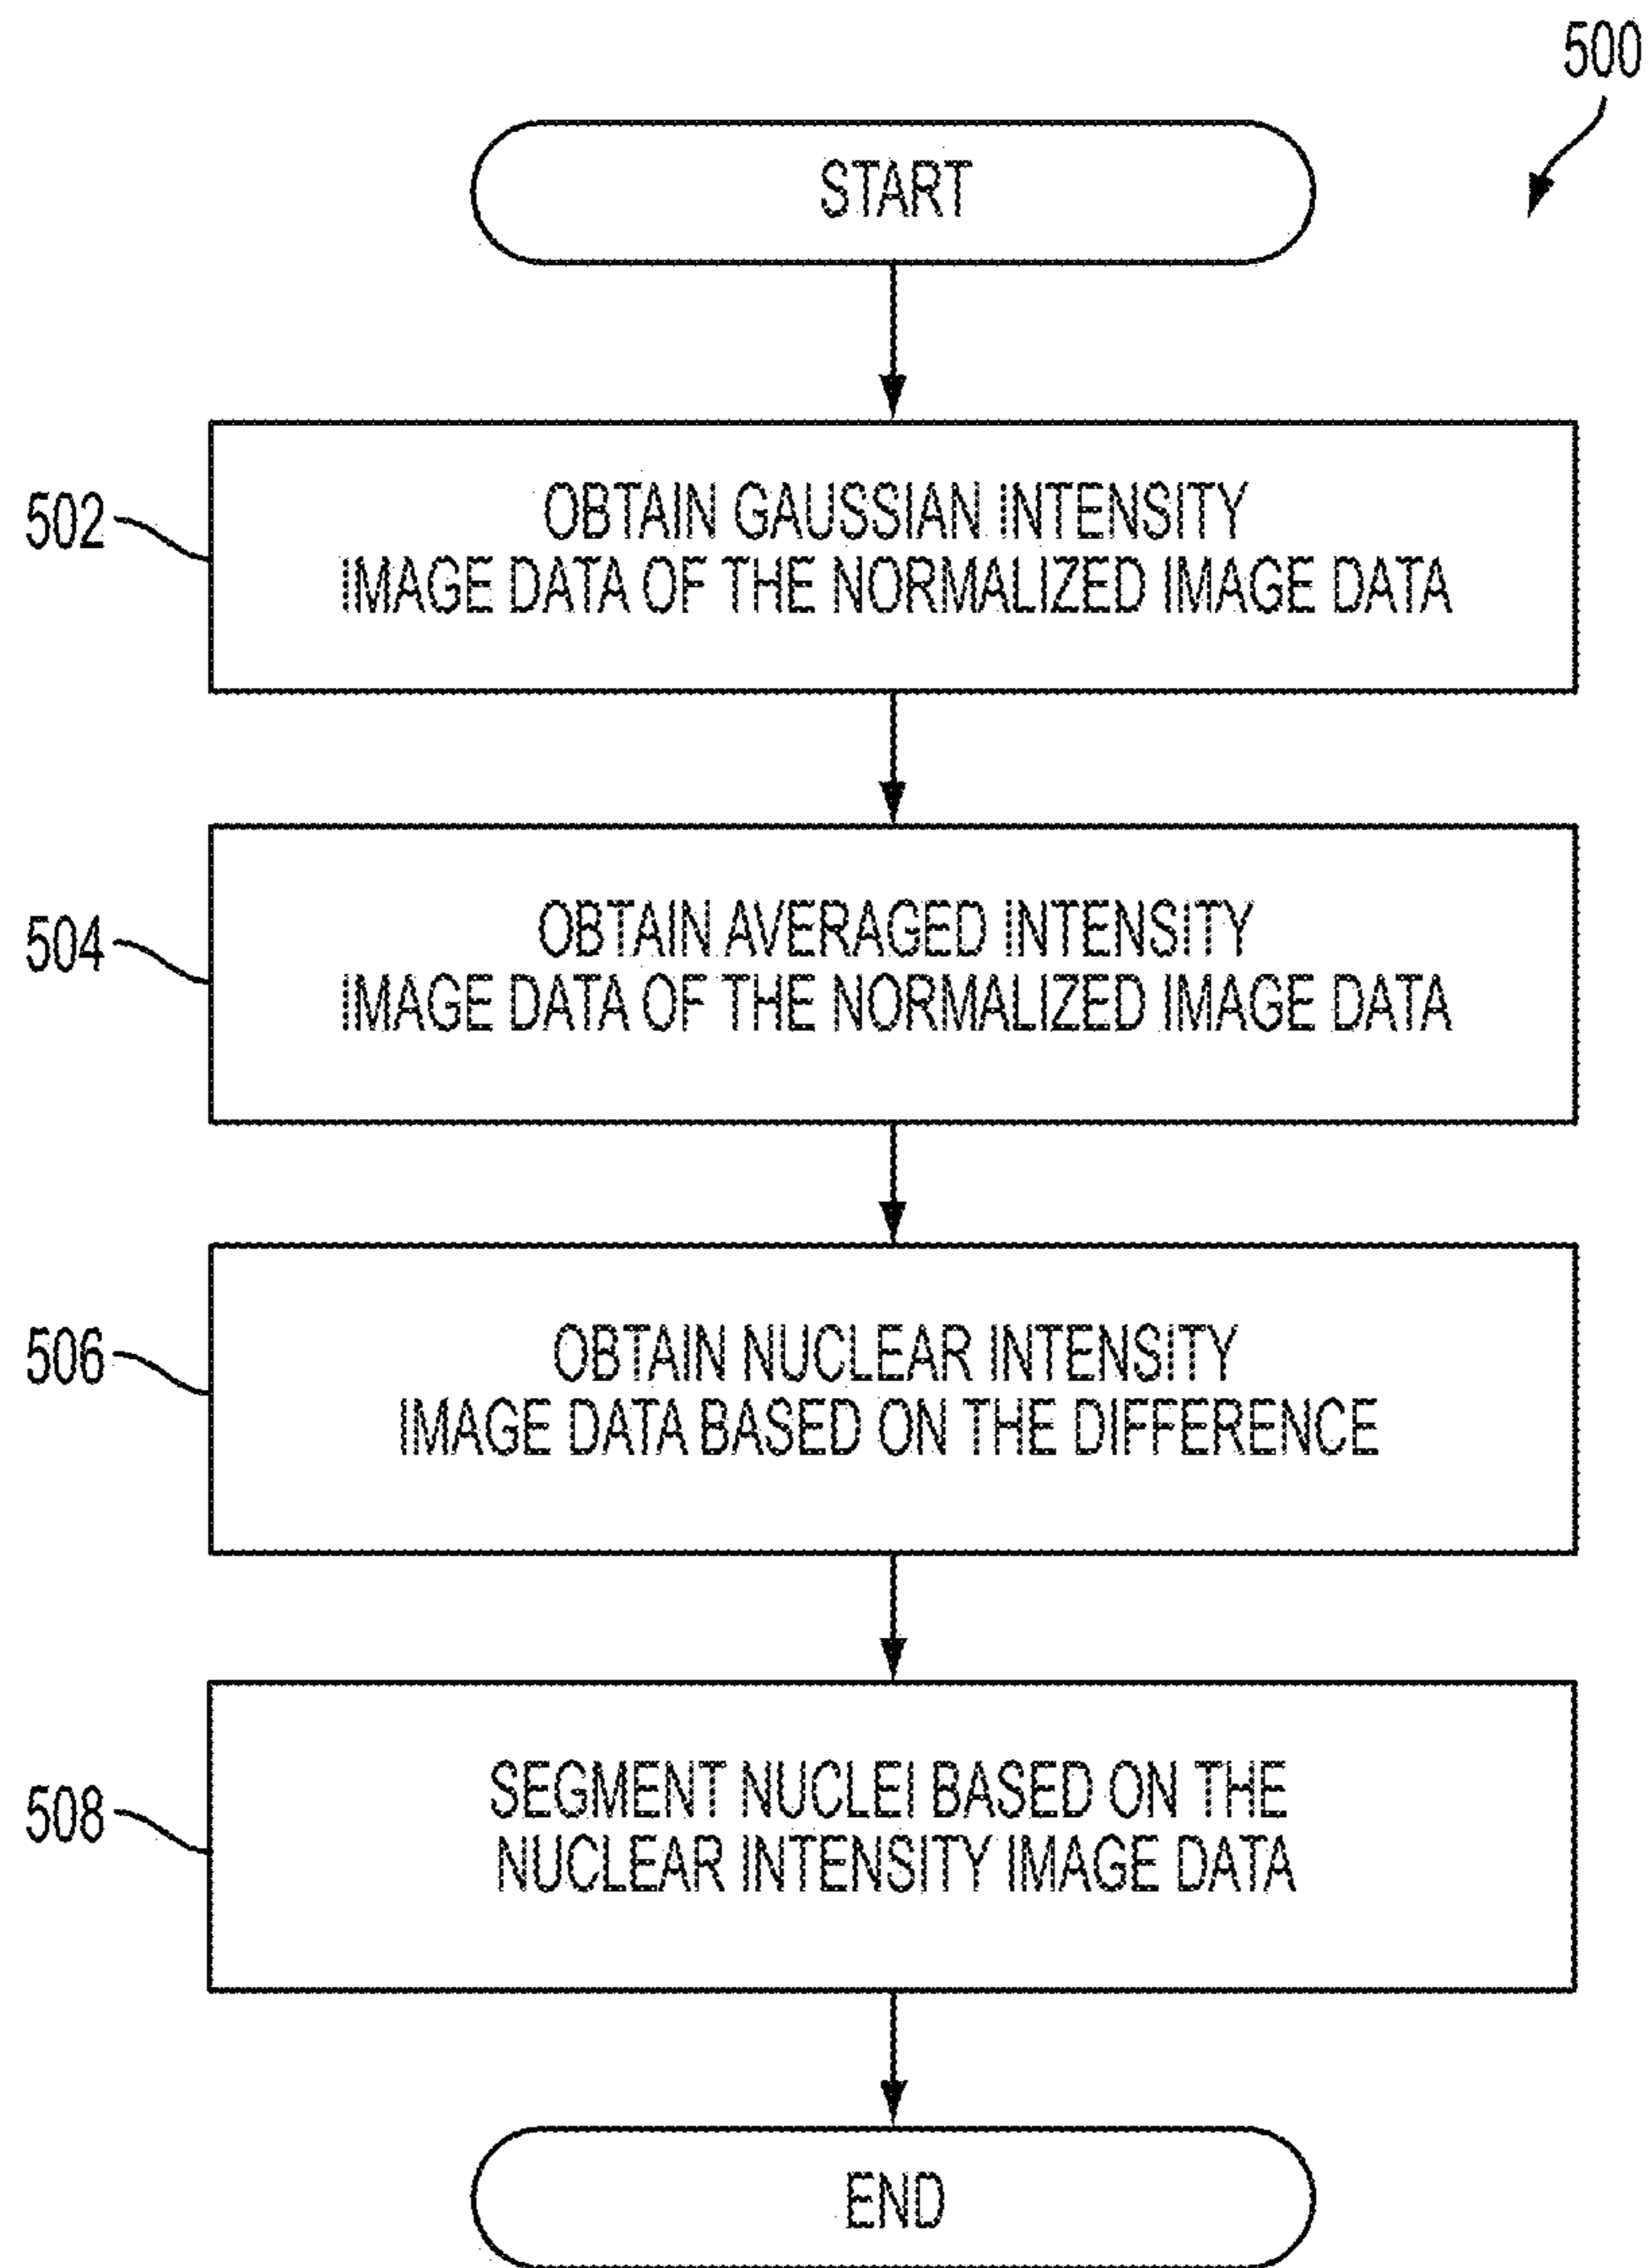 500
START
502
OBTAIN GAUSSIAN INTENSITY
IMAGE DATA OF THE NORMALIZED IMAGE DATA
504
OBTAIN AVERAGED INTENSITY
IMAGE DATA OF THE NORMALIZED IMAGE DATA
506
OBTAIN NUCLEAR INTENSITY
IMAGE DATA BASED ON THE DIFFERENCE
508
SEGMENT NUCLEI BASED ON THE
NUCLEAR INTENSITY IMAGE DATA
END